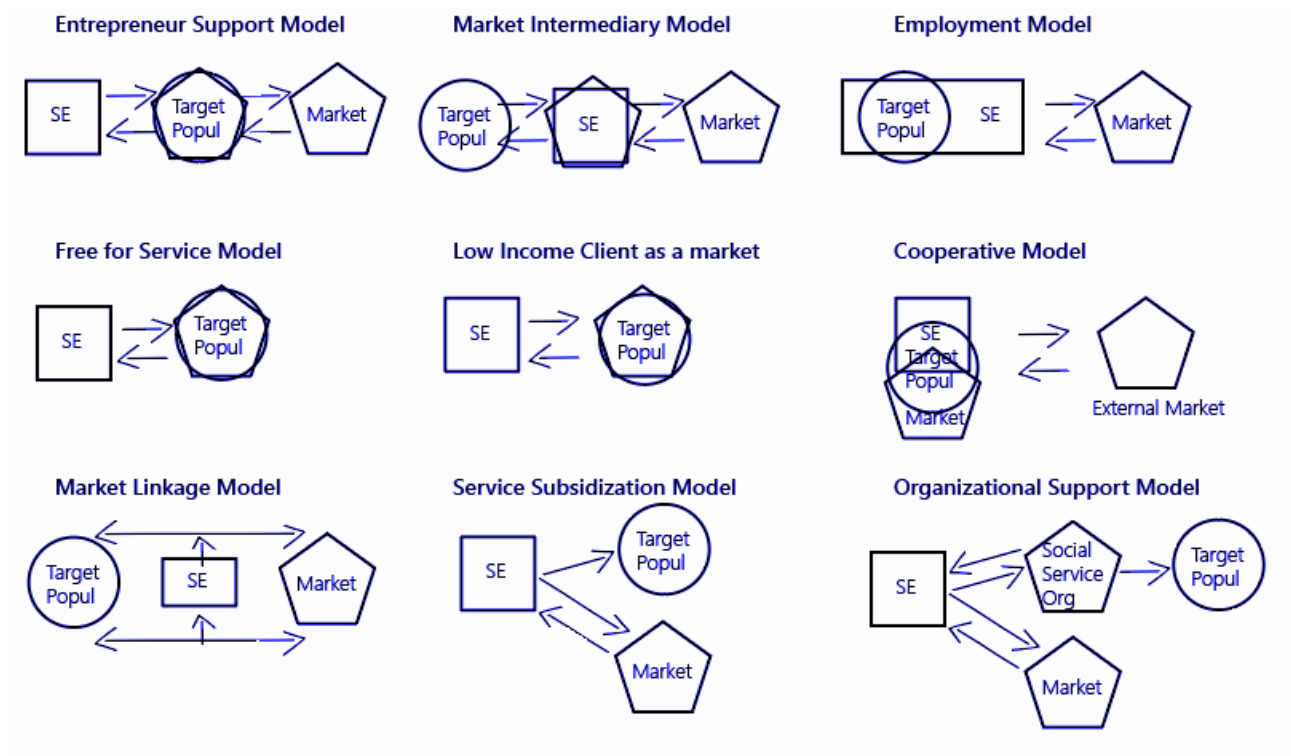 Entrepreneur Support Model
SE
Target
Popul
Market
Market Intermediary Model
Target
Popul
SE
Market
Employment Model
Target
Popul
SE
Market
Free for Service Model
SE
Target
Popul
Low Income Client as a market
SE
Target
Popul
Cooperative Model
SE
Target
Popul
Market
External Market
Market Linkage Model
Target
Popul
SE
Market
Service Subsidization Model
SE
Target
Popul
Market
Organizational Support Model
SE
Social
Service
Org
Target
Popul
Market